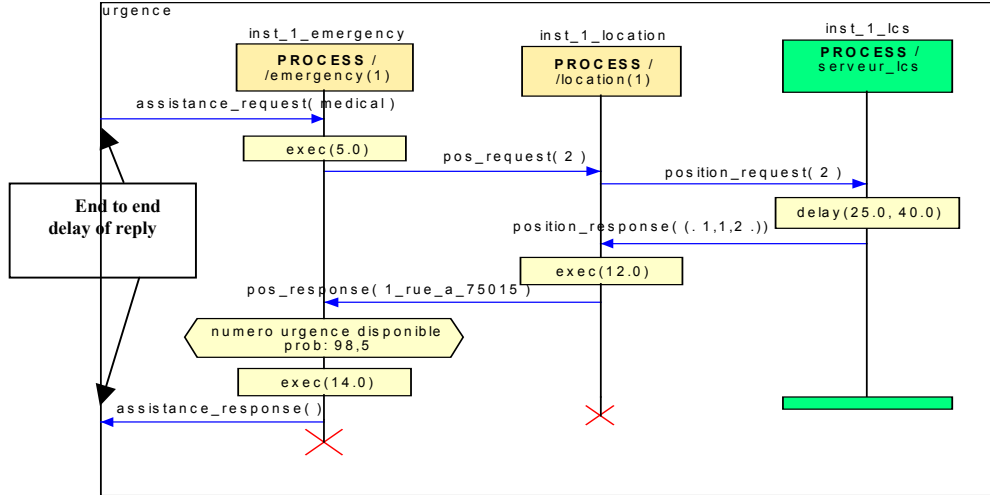 urgence
inst_1_emergency
inst_1_location
inst_1_lcs
PROCESS /
/emergency(1)
PROCESS /
/location(1)
PROCESS /
serveur_lcs
assistance_request( medical)
exec(5.0)
pos_request( 2 )
position_request( 2 )
End to end
delay of reply
delay(25.0, 40.0)
position_response( (. 1,1,2 .))
exec(12.0)
pos_response( 1_rue_a_75015 )
numero urgence disponible
prob: 98,5
exec(14.0)
assistance_response( )